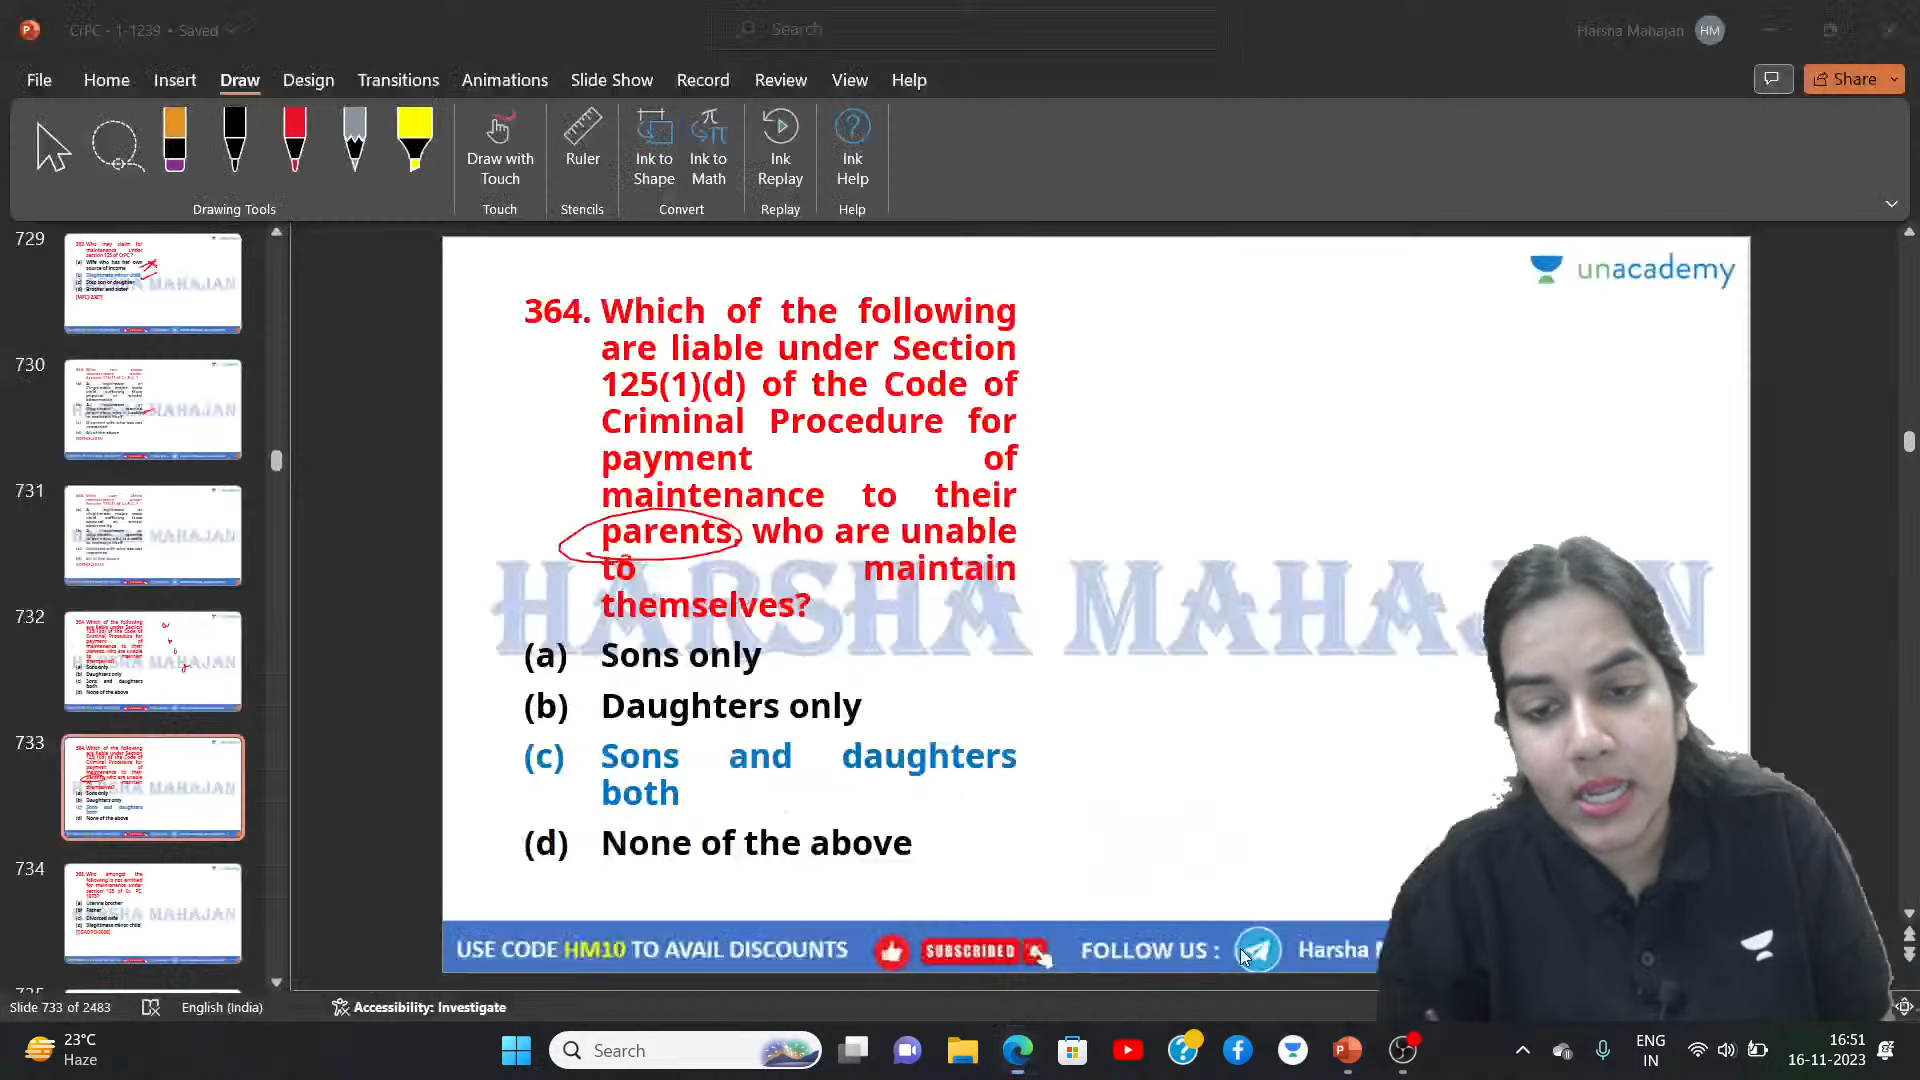 CrPC - 1-1239 • Saved
Search
Harsha Mahajan
HM
File Home Insert Draw Design Transitions Animations Slide Show Record Review View Help
Share
Draw with Touch
Ruler
Ink to Shape
Ink to Math
Ink Replay
Ink Help
Drawing Tools
Touch
Stencils
Convert
Replay
Help
729
730
731
732
733
734
unacademy
364. Which of the following
are liable under Section
125(1)(d) of the Code of
Criminal Procedure for
payment of
maintenance to their
parents, who are unable
to maintain
themselves?
HARSHA MAHAJAN
(a) Sons only
(b) Daughters only
(c) Sons and daughters
both
(d) None of the above
USE CODE HM10 TO AVAIL DISCOUNTS
SUBSCRIBED
FOLLOW US :
Harsha
Slide 733 of 2483
English (India)
Accessibility: Investigate
23°C
Haze
Search
ENG
IN
16:51
16-11-2023